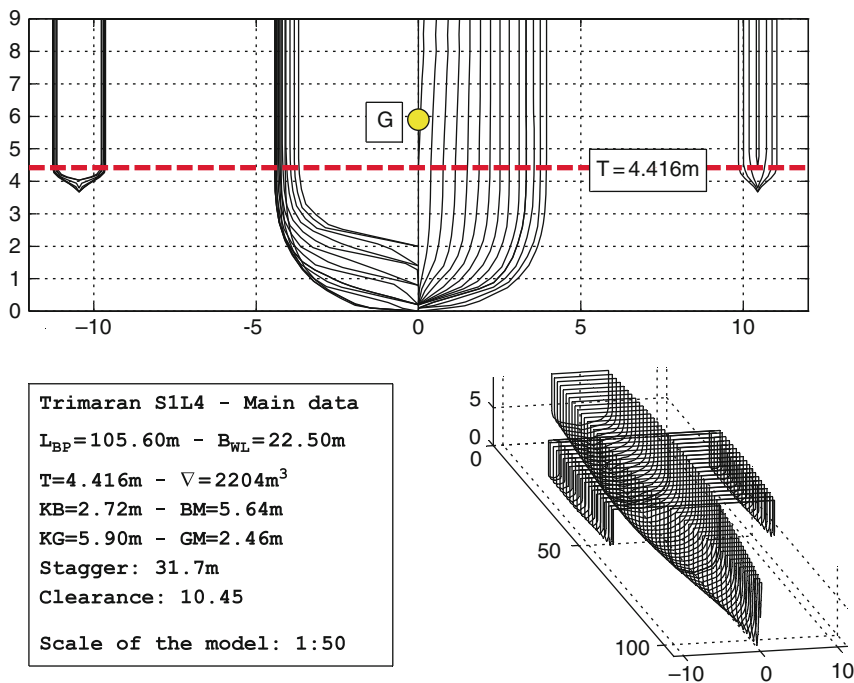 9
8
7
6
5
4
3
2
1
0
G
T = 4.416m
−10 -5 0 5 10
Trimaran S1L4 - Main data
L_BP=105.60m - B_WL=22.50m
T=4.416m - ∇=2204m³
KB=2.72m - BM=5.64m
KG=5.90m - GM=2.46m
Stagger: 31.7m
Clearance: 10.45
Scale of the model: 1:50
5
0
0
50
100
−10
0
10